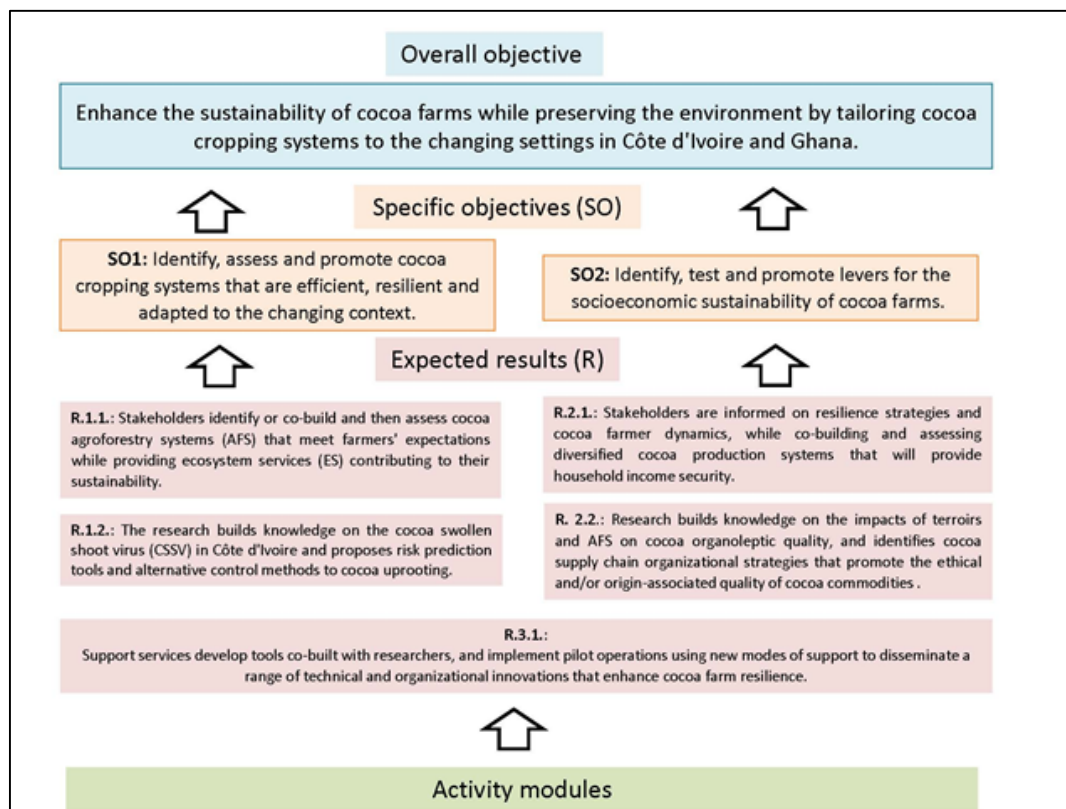 Overall objective
Enhance the sustainability of cocoa farms while preserving the environment by tailoring cocoa
cropping systems to the changing settings in Côte d'Ivoire and Ghana.
Specific objectives (SO)
SO1: Identify, assess and promote cocoa
cropping systems that are efficient, resilient and
adapted to the changing context.
SO2: Identify, test and promote levers for the
socioeconomic sustainability of cocoa farms.
Expected results (R)
R.1.1.: Stakeholders identify or co-build and then assess cocoa
agroforestry systems (AFS) that meet farmers' expectations
while providing ecosystem services (ES) contributing to their
sustainability.
R.2.1.: Stakeholders are informed on resilience strategies and
cocoa farmer dynamics, while co-building and assessing
diversified cocoa production systems that will provide
household income security.
R.1.2.: The research builds knowledge on the cocoa swollen
shoot virus (CSSV) in Côte d'Ivoire and proposes risk prediction
tools and alternative control methods to cocoa uprooting.
R. 2.2.: Research builds knowledge on the impacts of terroirs
and AFS on cocoa organoleptic quality, and identifies cocoa
supply chain organizational strategies that promote the ethical
and/or origin-associated quality of cocoa commodities .
R.3.1.:
Support services develop tools co-built with researchers, and implement pilot operations using new modes of support to disseminate a
range of technical and organizational innovations that enhance cocoa farm resilience.
Activity modules